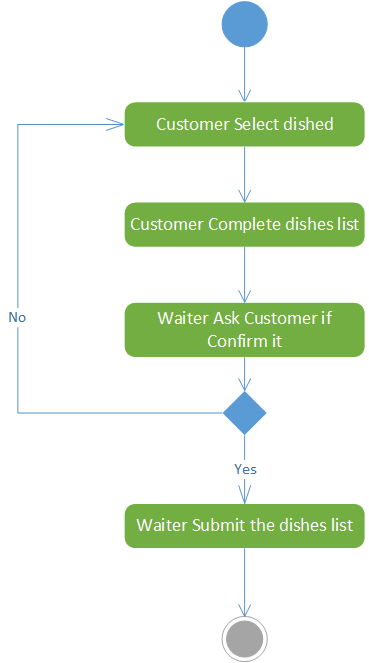 Customer Select dished
Customer Complete dishes list
Waiter Ask Customer if
Confirm it
No
Yes
Waiter Submit the dishes list